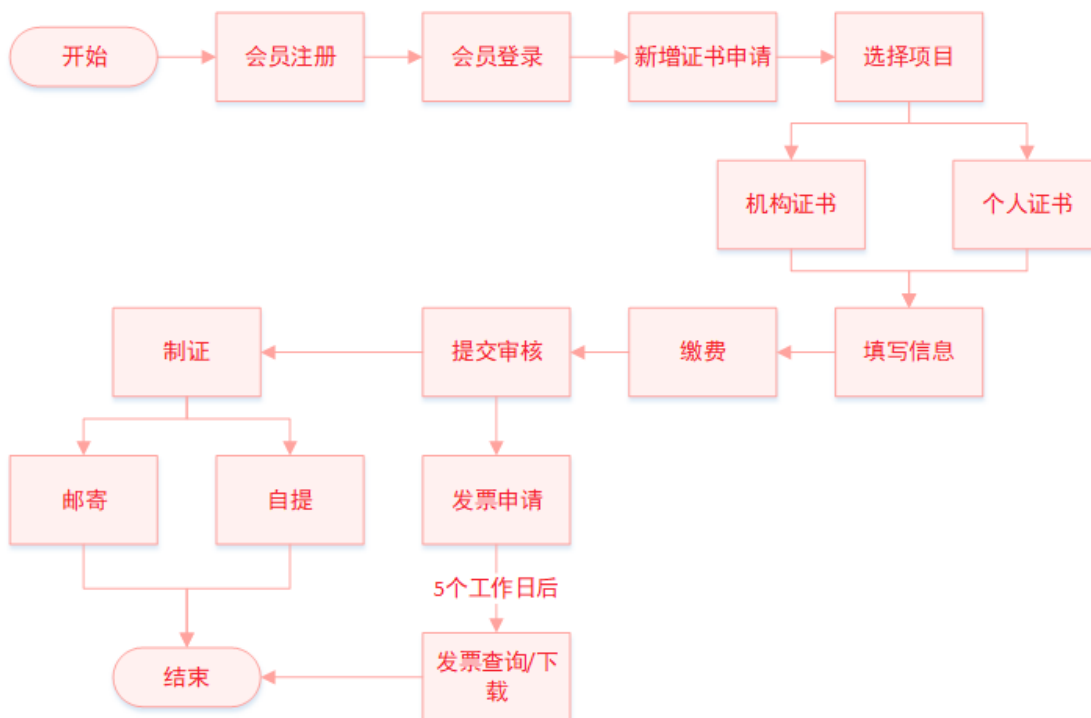 开始
会员注册
会员登录
新增证书申请
选择项目
机构证书
个人证书
填写信息
缴费
提交审核
制证
邮寄
自提
发票申请
5个工作日后
发票查询/下
载
结束